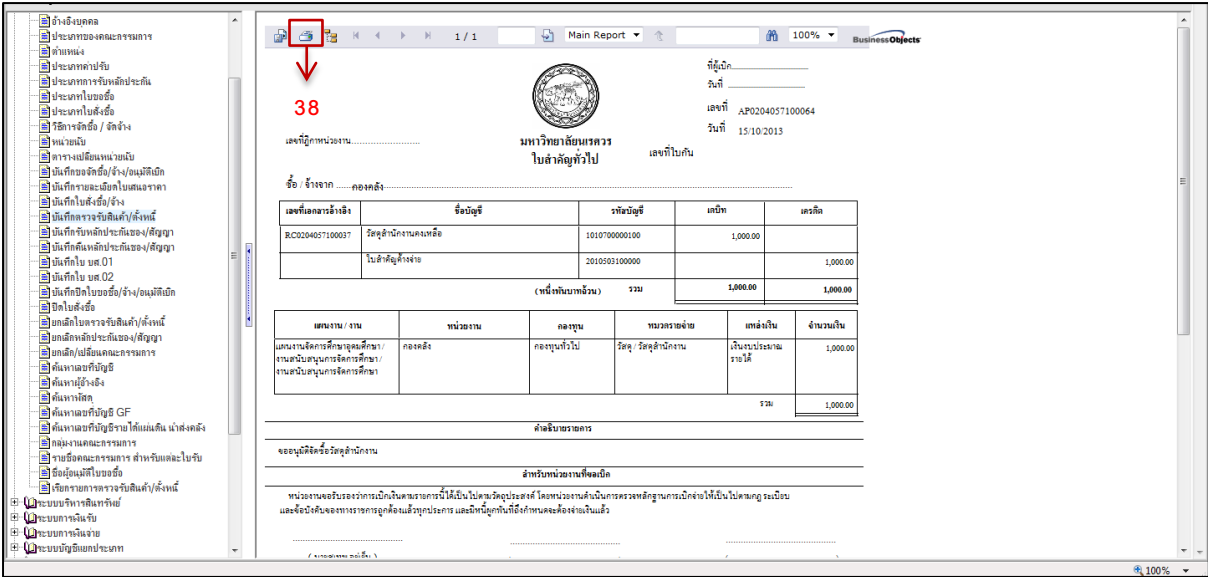 อ้างอิงบุคคล
ประเภทของคณะกรรมการ
ตำแหน่ง
ประเภทค่าปรับ
ประเภทการรับหลักประกัน
ประเภทใบขอซื้อ
ประเภทใบสั่งซื้อ
วิธีการจัดซื้อ / จัดจ้าง
หน่วยนับ
ตารางเปลี่ยนหน่วยนับ
บันทึกขอจัดซื้อ/จ้าง/อนุมัติเบิก
บันทึกรายละเอียดใบเสนอราคา
บันทึกใบสั่งซื้อ/จ้าง
บันทึกตรวจรับสินค้า/ตั้งหนี้
บันทึกรับหลักประกันซอง/สัญญา
บันทึกคืนหลักประกันซอง/สัญญา
บันทึกใบ บศ.01
บันทึกใบ บศ.02
บันทึกปิดใบขอซื้อ/จ้าง/อนุมัติเบิก
ปิดใบสั่งซื้อ
ยกเลิกใบตรวจรับสินค้า/ตั้งหนี้
ยกเลิกหลักประกันซอง/สัญญา
ยกเลิก/เปลี่ยนคณะกรรมการ
ค้นหาเลขที่บัญชี
ค้นหาผู้อ้างอิง
ค้นหาพัสดุ
ค้นหาเลขที่บัญชี GF
ค้นหาเลขที่บัญชีรายได้แผ่นดิน นำส่งคลัง
กลุ่มงานคณะกรรมการ
รายชื่อคณะกรรมการ สำหรับแต่ละใบรับ
ชื่อผู้อนุมัติใบขอซื้อ
เรียกรายการตรวจรับสินค้า/ตั้งหนี้
ระบบบริหารสินทรัพย์
ระบบการเงินรับ
ระบบการเงินจ่าย
ระบบบัญชีแยกประเภท
1 / 1 Main Report 100% BusinessObjects
38
ที่ผู้เบิก
วันที่
เลขที่ AP0204057100064
วันที่ 15/10/2013
เลขที่ฎีกาหน่วยงาน
มหาวิทยาลัยนเรศวร
ใบสำคัญทั่วไป เลขที่ใบกัน
ซื้อ / จ้างจาก กองคลัง
เลขที่เอกสารอ้างอิง ชื่อบัญชี รหัสบัญชี เดบิท เครดิต
RC0204057100037 วัสดุสำนักงานคงเหลือ 1010700000100 1,000.00
ใบสำคัญค้างจ่าย 2010503100000 1,000.00
(หนึ่งพันบาทถ้วน) รวม 1,000.00 1,000.00
แผนงาน / งาน หน่วยงาน กองทุน หมวดรายจ่าย แหล่งเงิน จำนวนเงิน
แผนงานจัดการศึกษาอุดมศึกษา / กองคลัง กองทุนทั่วไป วัสดุ / วัสดุสำนักงาน เงินงบประมาณ 1,000.00
งานสนับสนุนการจัดการศึกษา / รายได้
งานสนับสนุนการจัดการศึกษา
รวม 1,000.00
คำอธิบายรายการ
ขออนุมัติจัดซื้อวัสดุสำนักงาน
สำหรับหน่วยงานที่ขอเบิก
หน่วยงานขอรับรองว่าการเบิกเงินตามรายการนี้ได้เป็นไปตามวัตถุประสงค์ โดยหน่วยงานดำเนินการตรวจหลักฐานการเบิกจ่ายให้เป็นไปตามกฎ ระเบียบ
และข้อบังคับของทางราชการถูกต้องแล้วทุกประการ และมีหนี้ผูกพันที่ถึงกำหนดจะต้องจ่ายเงินแล้ว
100%